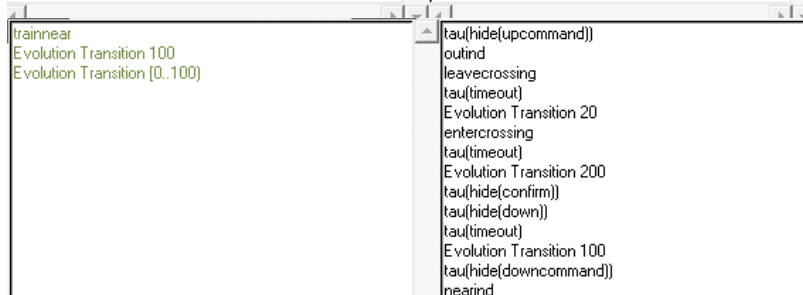 trainnear
Evolution Transition 100
Evolution Transition [0..100)
tau(hide(upcommand))
outind
leavecrossing
tau(timeout)
Evolution Transition 20
entercrossing
tau(timeout)
Evolution Transition 200
tau(hide(confirm))
tau(hide(down))
tau(timeout)
Evolution Transition 100
tau(hide(downcommand))
nearind